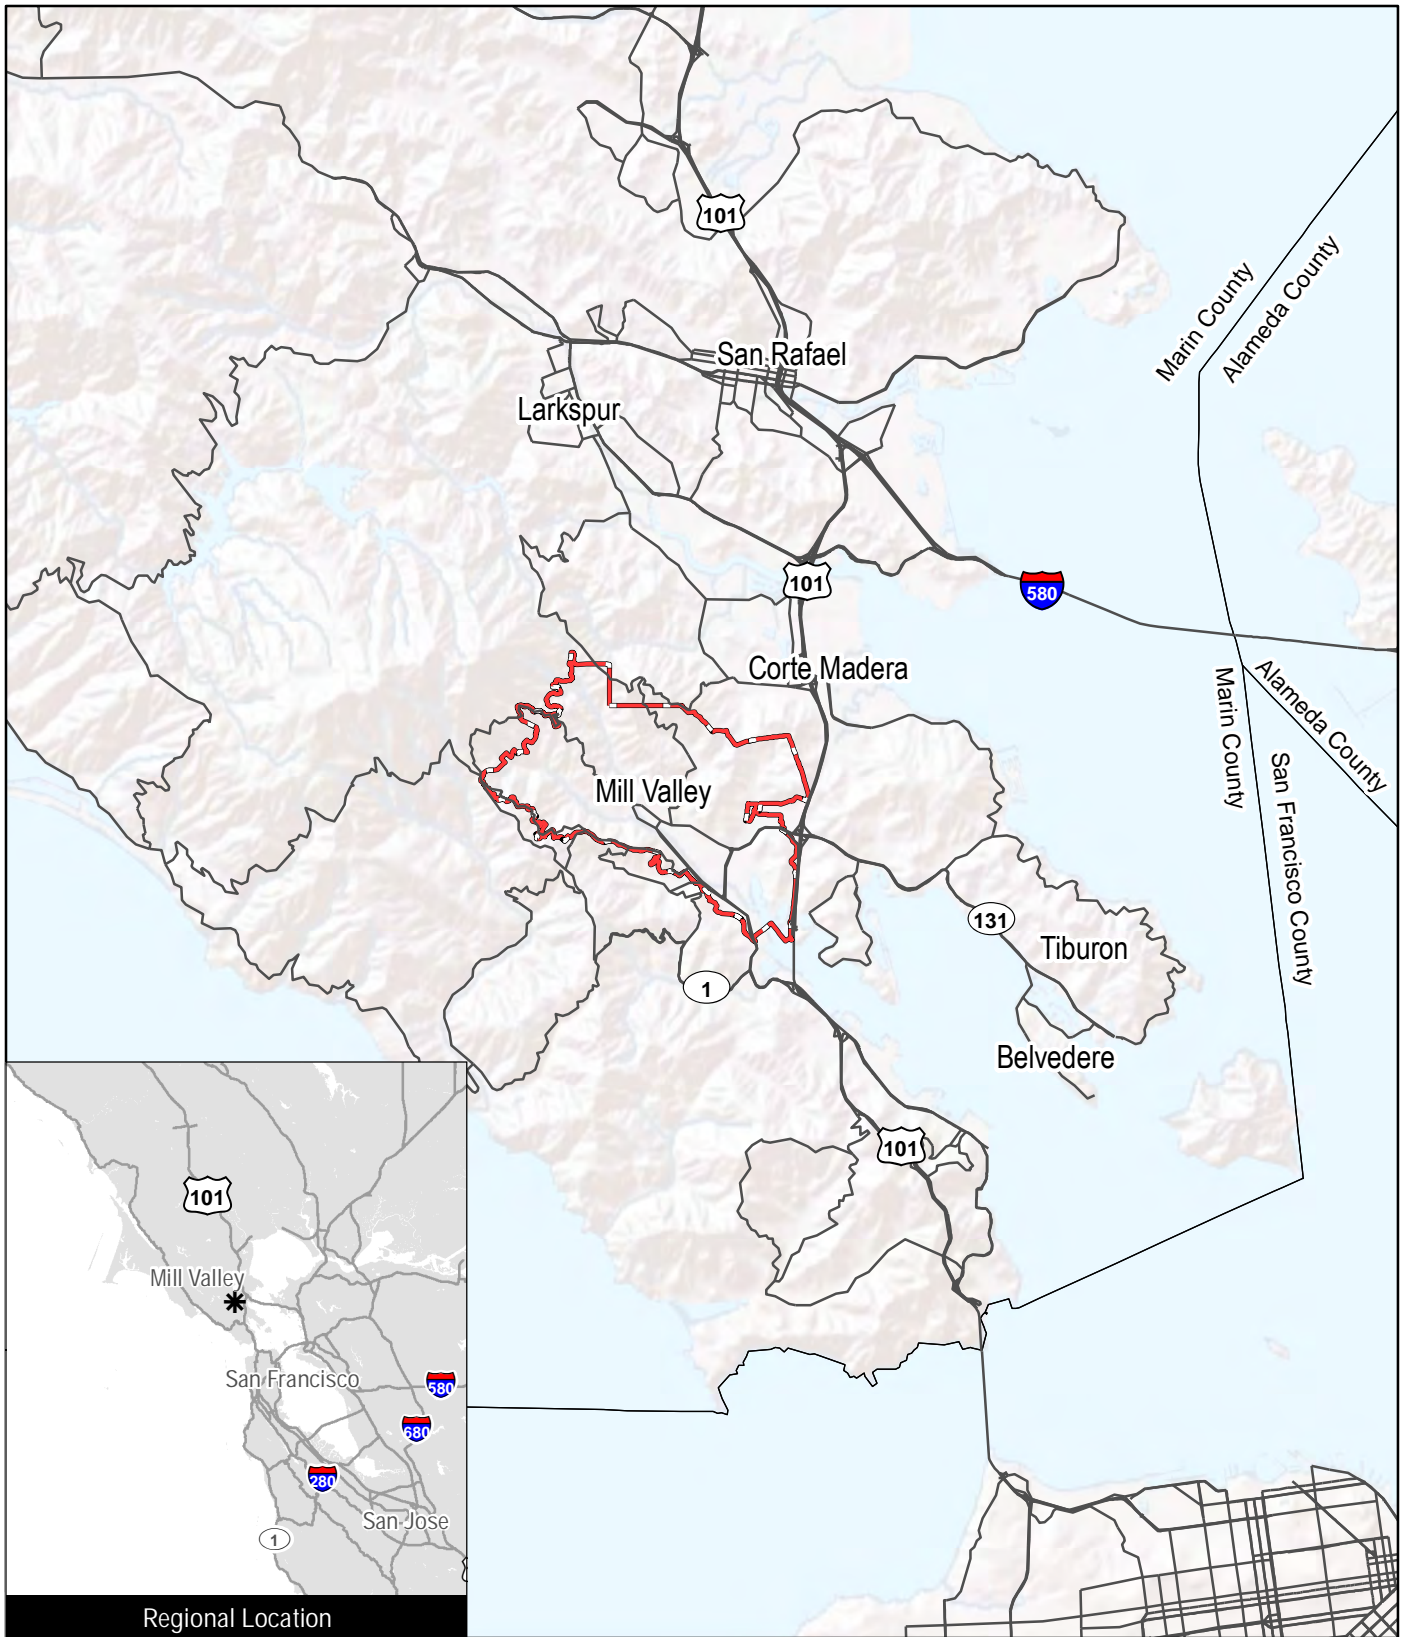 101
San Rafael
Larkspur
Marin County
Alameda County
101
580
Corte Madera
Marin County
Alameda County
San Francisco County
Mill Valley
131
Tiburon
1
Belvedere
101
101
Mill Valley
San Francisco
580
680
280
San Jose
1
Regional Location